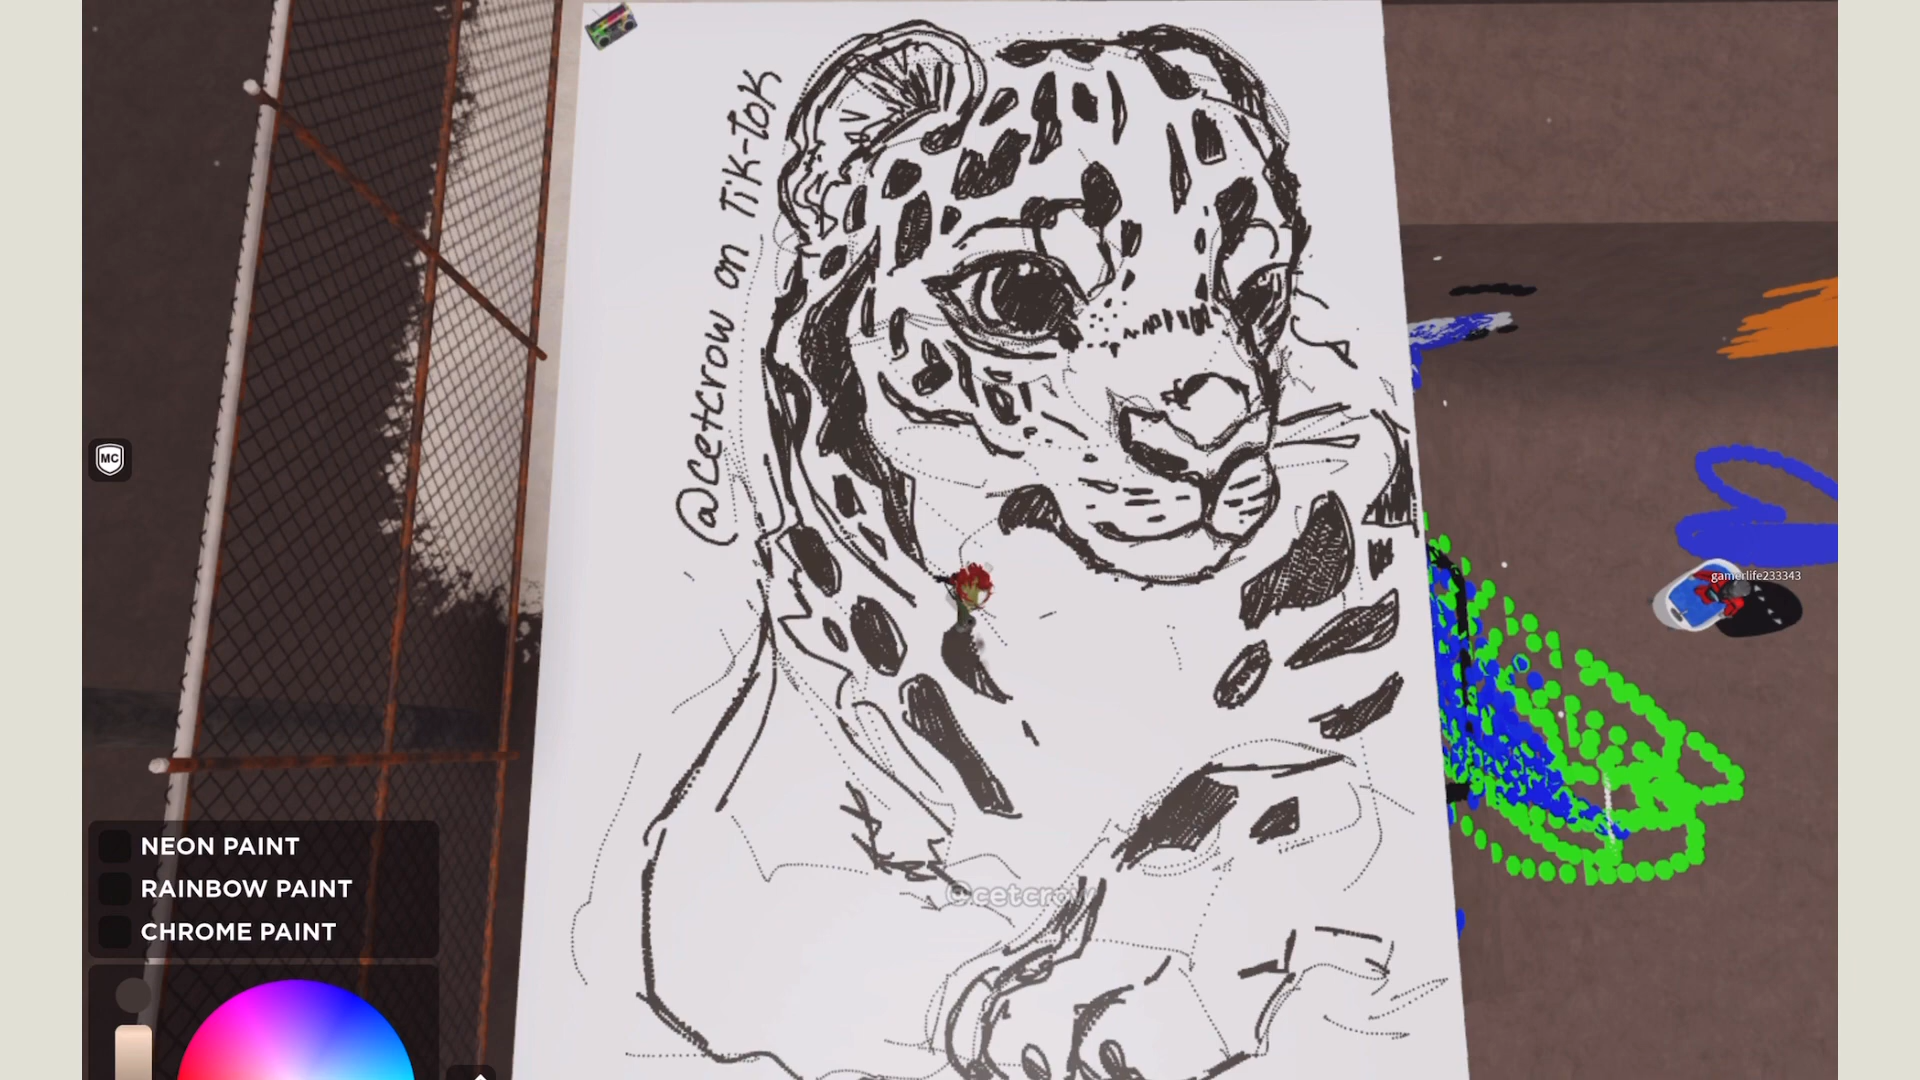 @cetcrow on Tik-tok
MC
gamerlife233343
NEON PAINT
RAINBOW PAINT
CHROME PAINT
@cetcrow